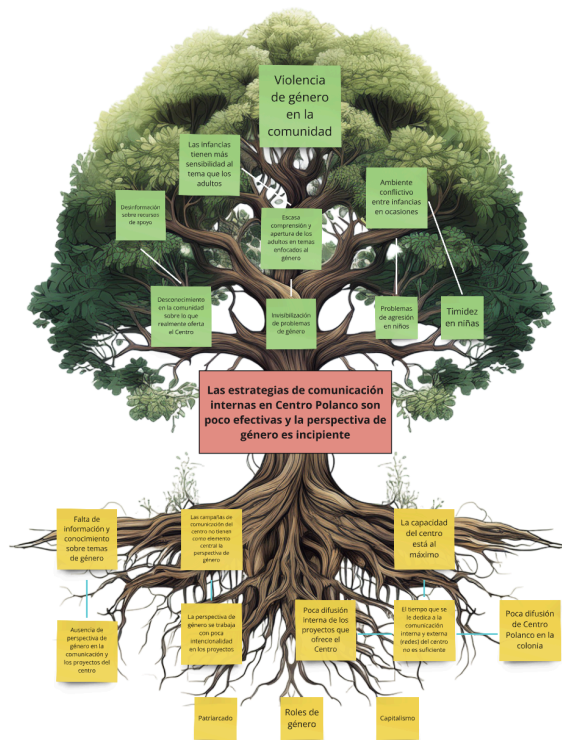 Violencia
de género
en la
comunidad
Las infancias
tienen más
sensibilidad al
tema que los
adultos
Ambiente
conflictivo
entre infancias
en ocasiones
Desinformación
sobre recursos
de apoyo
Escasa
comprensión y
apertura de los
adultos en temas
enfocados al
género
Desconocimiento
en la comunidad
sobre lo que
realmente oferta
el Centro
Invisibilización
de problemas
de género
Problemas
de agresión
en niños
Timidez
en niñas
Las estrategias de comunicación
internas en Centro Polanco son
poco efectivas y la perspectiva de
género es incipiente
Falta de
información y
conocimiento
sobre temas
de género
Las campañas de
comunicación del
centro no tienen
como elemento
central la
perspectiva de
género
La capacidad
del centro
está al
máximo
Ausencia de
perspectiva de
género en la
comunicación y
los proyectos del
centro
La perspectiva de
género se trabaja
con poca
intencionalidad
en los proyectos
Poca difusión
interna de los
proyectos que
ofrece el
Centro
El tiempo que se
le dedica a la
comunicación
interna y externa
(redes) del centro
no es suficiente
Poca difusión
de Centro
Polanco en la
colonia
Patriarcado
Roles de
género
Capitalismo